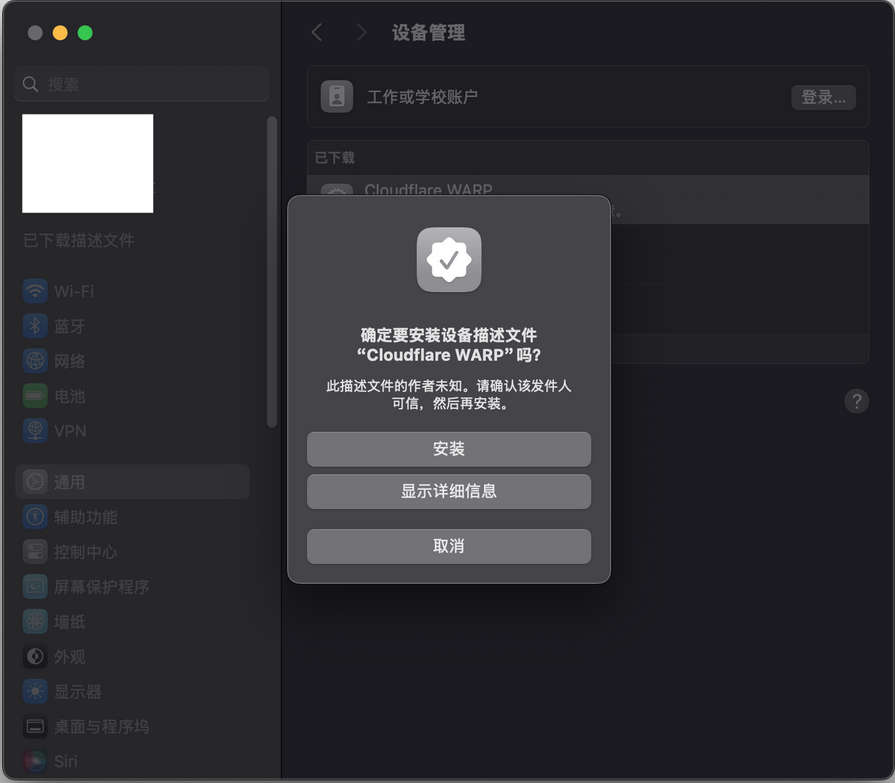 设备管理
搜索
工作或学校账户
登录...
已下载
Cloudflare WARP
已下载描述文件
Wi-Fi
蓝牙
网络
电池
VPN
通用
辅助功能
控制中心
屏幕保护程序
墙纸
外观
显示器
桌面与程序坞
Siri
确定要安装设备描述文件
“Cloudflare WARP”吗?
此描述文件的作者未知。请确认该发件人
可信，然后再安装。
安装
显示详细信息
取消
?